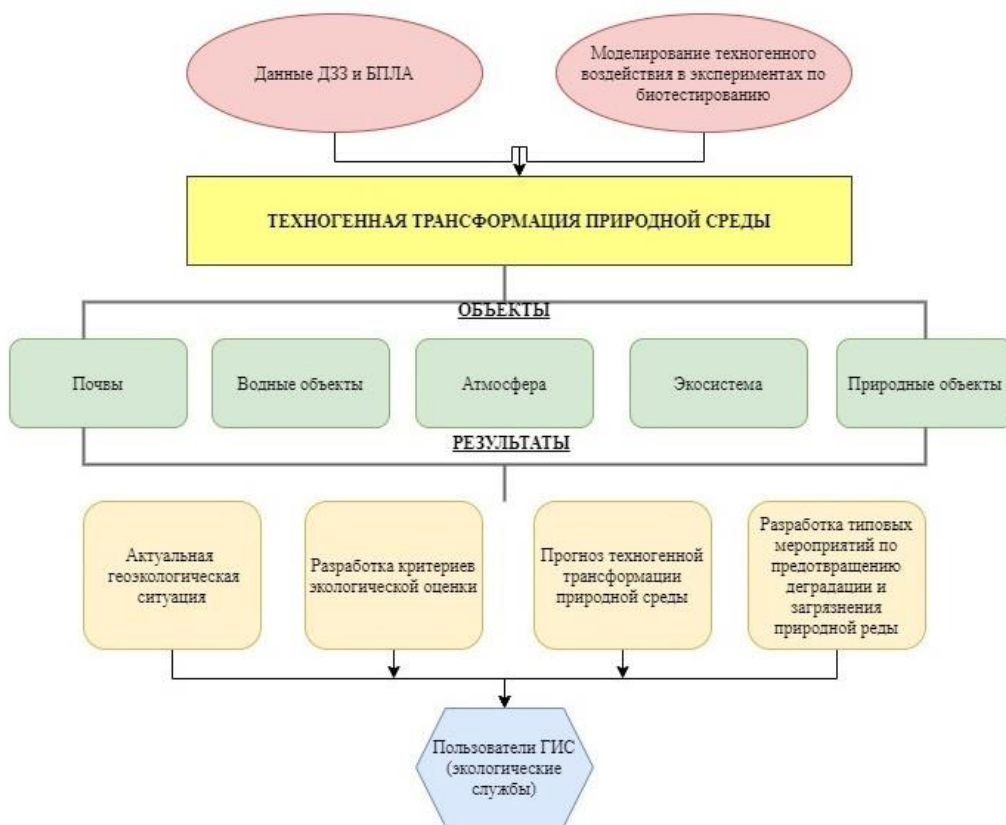 Данные ДЗЗ и БПЛА
Моделирование техногенного
воздействия в экспериментах по
биотестированию
ТЕХНОГЕННАЯ ТРАНСФОРМАЦИЯ ПРИРОДНОЙ СРЕДЫ
ОБЪЕКТЫ
Почвы
Водные объекты
Атмосфера
Экосистема
Природные объекты
РЕЗУЛЬТАТЫ
Актуальная
геоэкологическая
ситуация
Разработка критериев
экологической оценки
Прогноз техногенной
трансформации
природной среды
Разработка типовых
мероприятий по
предотвращению
деградации и
загрязнения
природной реды
Пользователи ГИС
(экологические
службы)